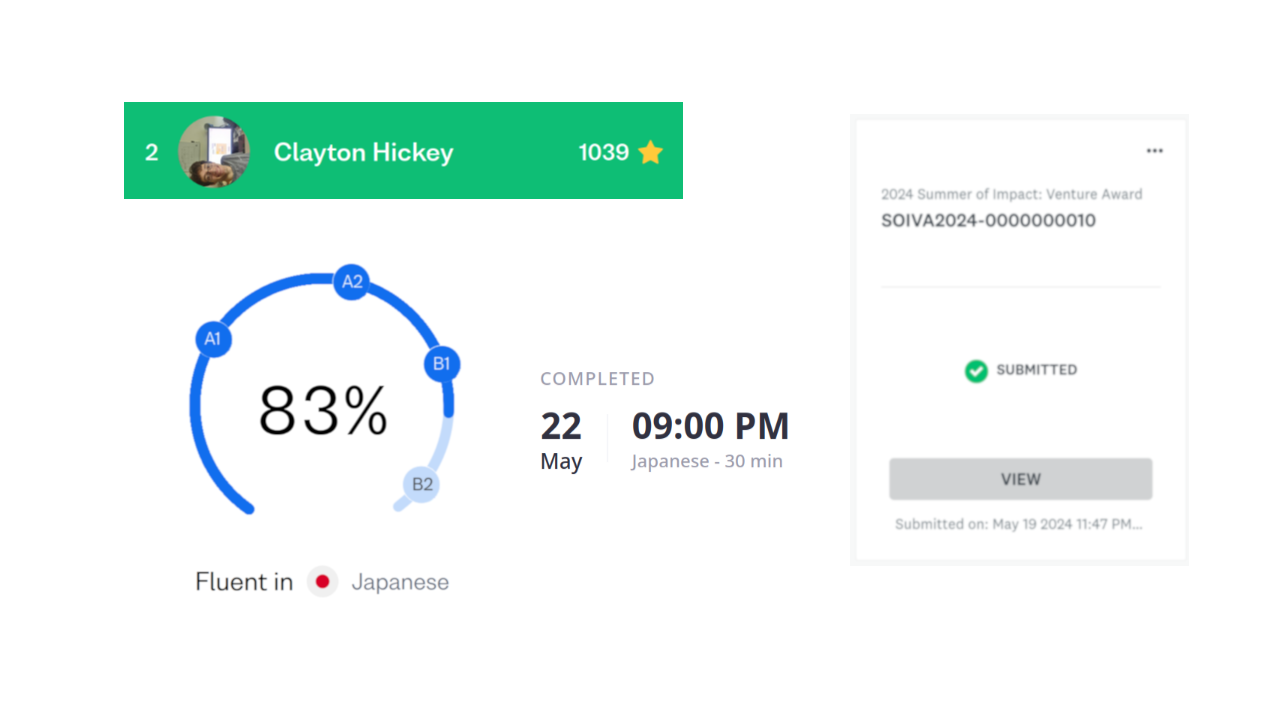 2 Clayton Hickey 1039
A2
A1
B1
83%
B2
Fluent in Japanese
COMPLETED
22 09:00 PM
May Japanese - 30 min
...
2024 Summer of Impact: Venture Award
SOIVA2024-0000000010
SUBMITTED
VIEW
Submitted on: May 19 2024 11:47 PM...